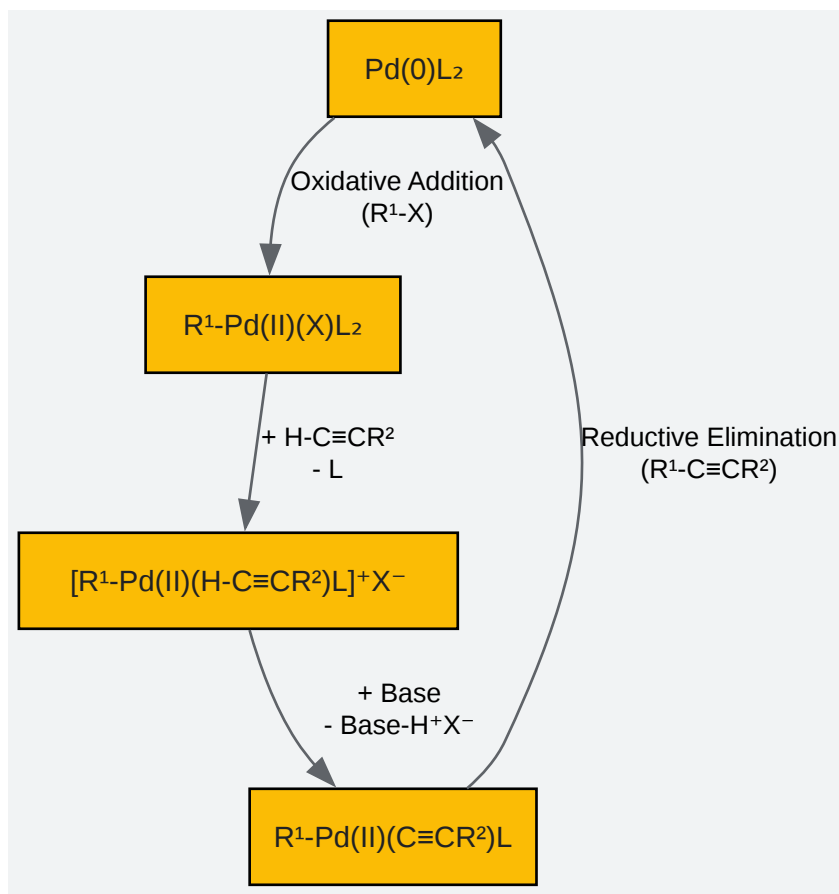 Pd(0)L₂
Oxidative Addition
(R¹-X)
R¹-Pd(II)(X)L₂
+ H-C≡CR²
- L
Reductive Elimination
(R¹-C≡CR²)
[R¹-Pd(II)(H-C≡CR²)L]⁺X⁻
+ Base
- Base-H⁺X⁻
R¹-Pd(II)(C≡CR²)L